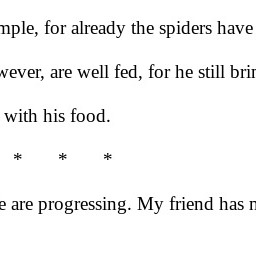 mple, for already the spiders have
wever, are well fed, for he still
with his food.
* * *
are progressing. My friend has